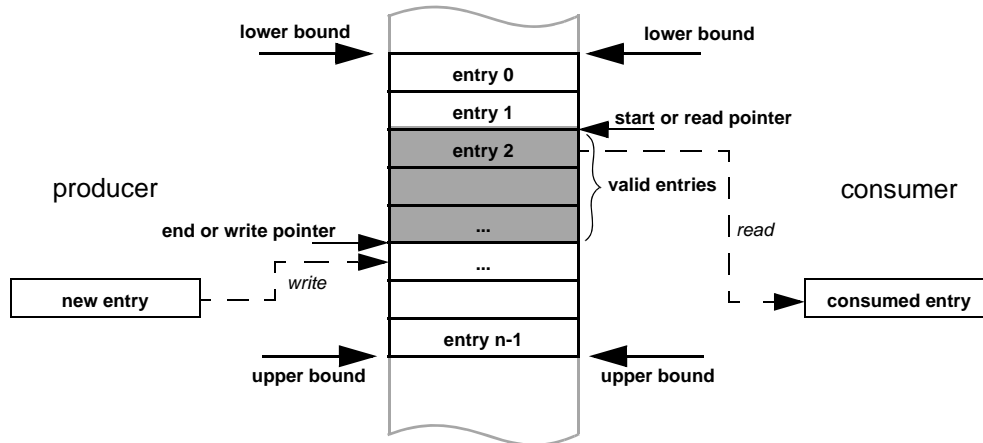 lower bound
lower bound
entry 0
entry 1
start or read pointer
entry 2
producer
valid entries
consumer
end or write pointer
...
read
...
write
new entry
consumed entry
entry n-1
upper bound
upper bound